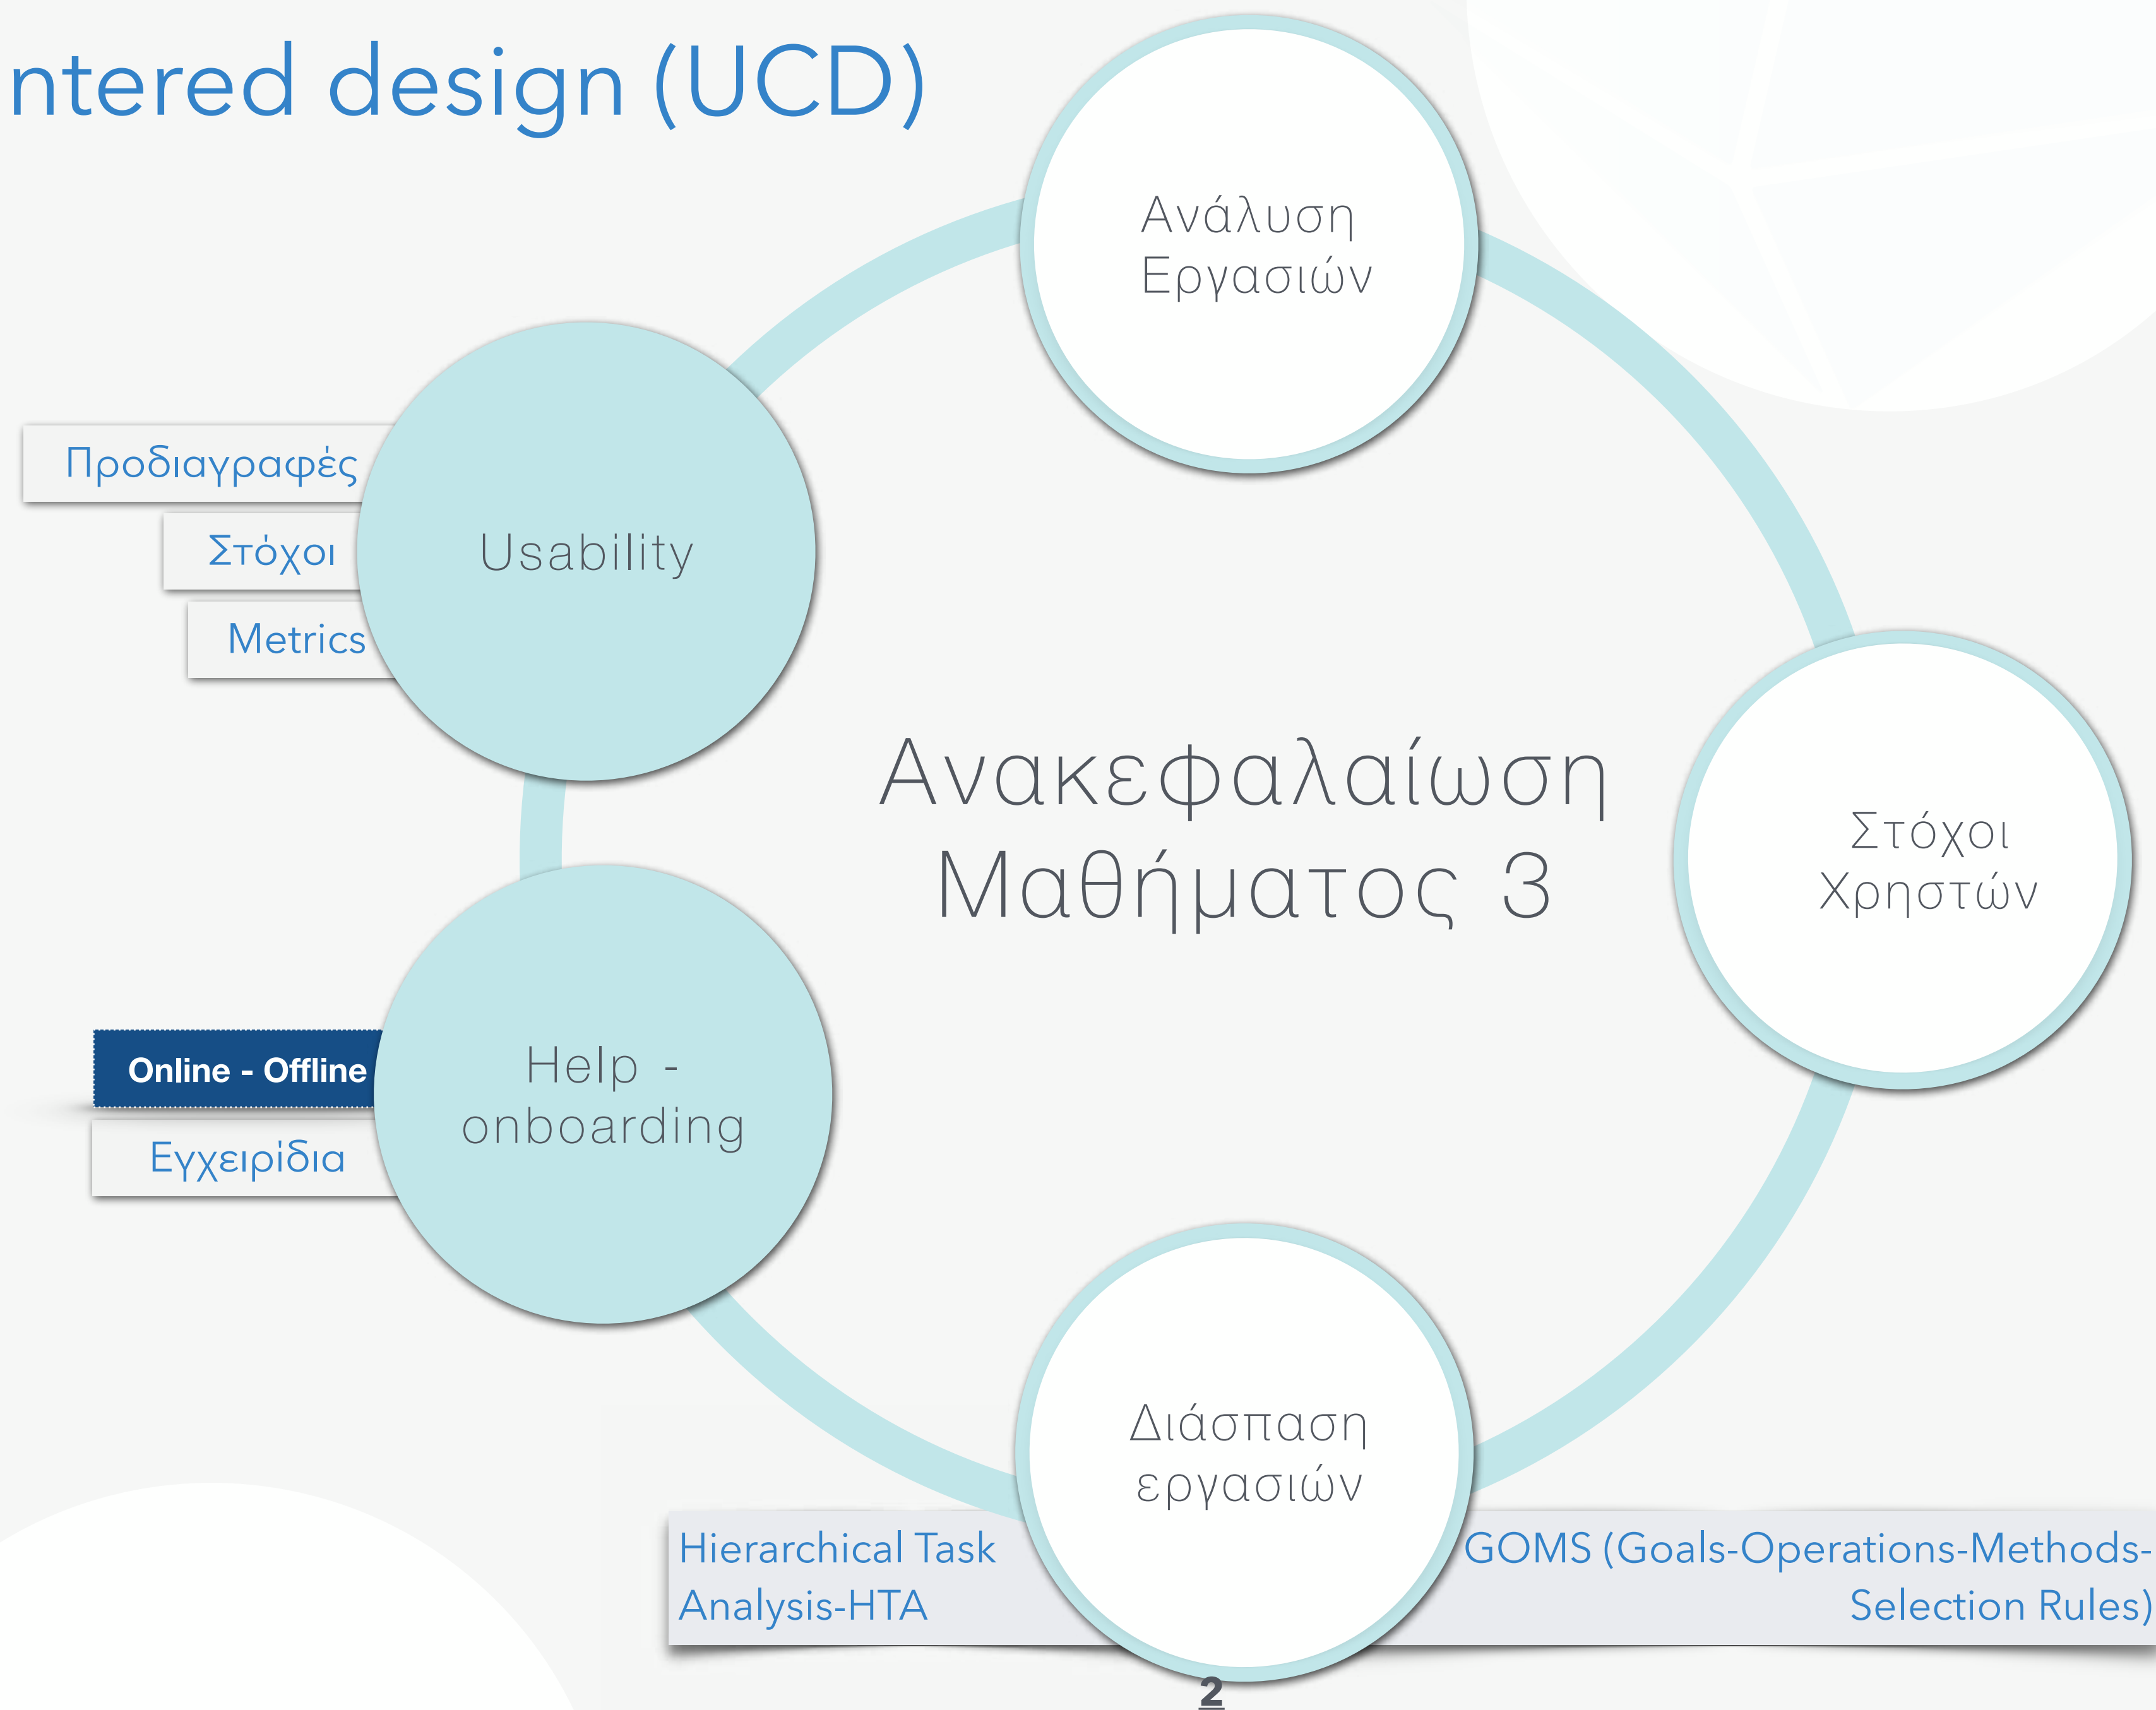 ntered design (UCD)
Ανάλυση
Εργασιών
Προδιαγραφές
Στόχοι
Metrics
Usability
Ανακεφαλαίωση
Μαθήματος 3
Στόχοι
Χρηστών
Online - Offline
Εγχειρίδια
Help -
onboarding
Διάσπαση
εργασιών
Hierarchical Task
Analysis-HTA
GOMS (Goals-Operations-Methods-
Selection Rules)
2